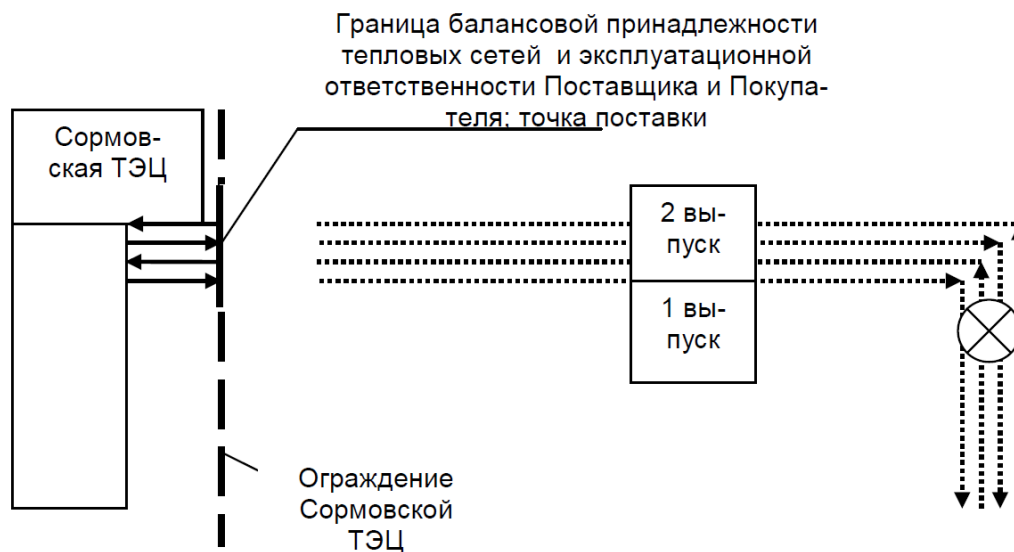 Граница балансовой принадлежности
тепловых сетей и эксплуатационной
ответственности Поставщика и Покупа-
теля; точка поставки
Сормов-
ская ТЭЦ
2 вы-
пуск
1 вы-
пуск
Ограждение
Сормовской
ТЭЦ